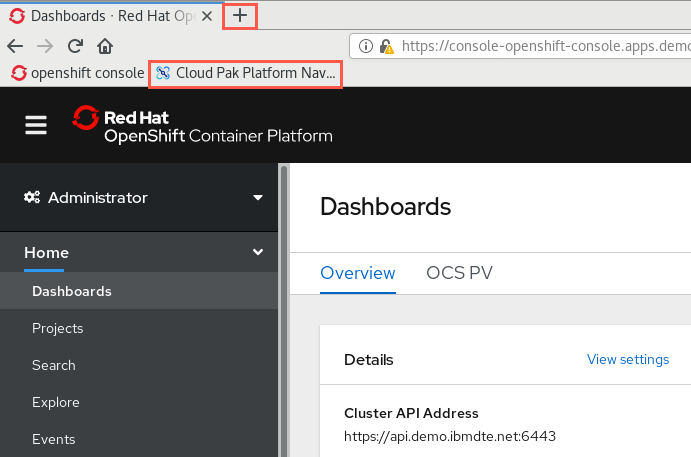 Dashboards · Red Hat Ope
https://console-openshift-console.apps.demo
openshift console
Cloud Pak Platform Nav...
Red Hat
OpenShift Container Platform
Administrator
Home
Dashboards
Projects
Search
Explore
Events
Dashboards
Overview
OCS PV
Details
View settings
Cluster API Address
https://api.demo.ibmdte.net:6443